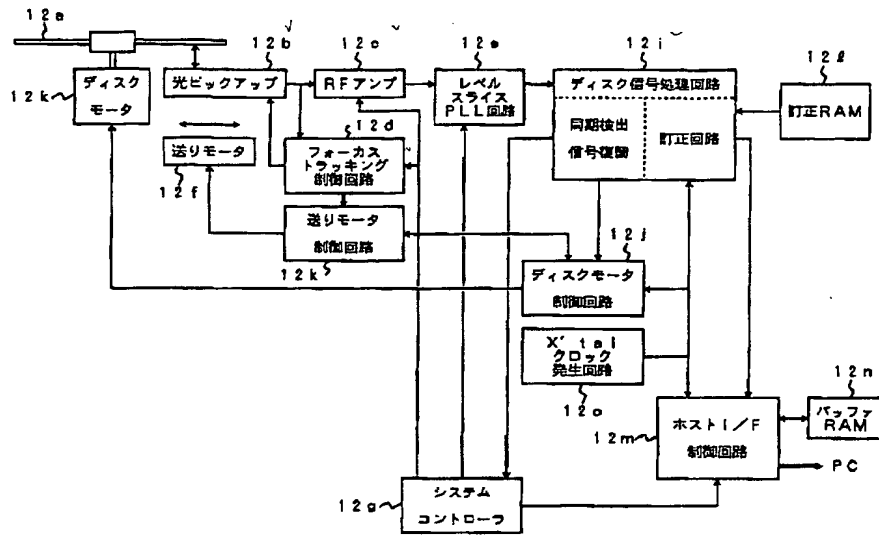 12a
12b
12c
12e
12i
12k
ディスク
モータ
光ピックアップ
RFアンプ
レベル
スライス
PLL回路
ディスク信号処理回路
同期検出
信号復調
訂正回路
12ℓ
訂正RAM
12d
送りモータ
12f
フォーカス
トラッキング
制御回路
送りモータ
制御回路
12k
12j
ディスクモータ
制御回路
X'tal
クロック
発生回路
12o
12m
ホストI/F
制御回路
12n
バッファ
RAM
PC
12g
システム
コントローラ